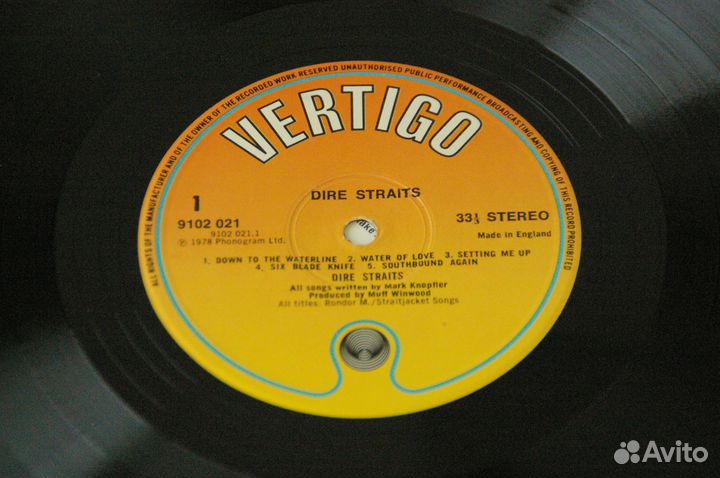 ALL RIGHTS OF THE MANUFACTURER AND OF THE OWNER OF THE RECORDED WORK RESERVED UNAUTHORISED PUBLIC PERFORMANCE BROADCASTING AND COPYING OF THIS RECORD PROHIBITED
VERTIGO
DIRE STRAITS
1
9102 021
9102 021.1
℗ 1978 Phonogram Ltd.
33⅓ STEREO
Made in England
1. DOWN TO THE WATERLINE 2. WATER OF LOVE 3. SETTING ME UP
4. SIX BLADE KNIFE 5. SOUTHBOUND AGAIN
DIRE STRAITS
All songs written by Mark Knopfler
Produced by Muff Winwood
All titles: Rondor M./Straitjacket Songs
Avito